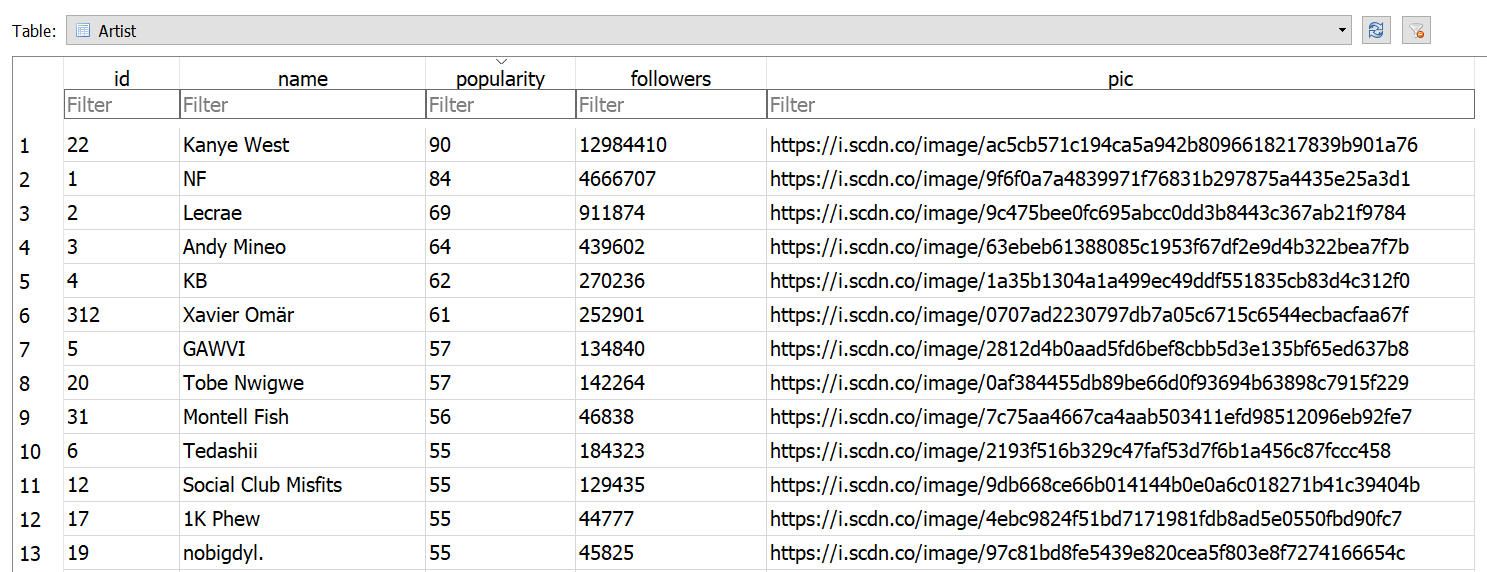 Table: Artist
id name popularity followers pic
Filter Filter Filter Filter Filter
1 22 Kanye West 90 12984410 https://i.scdn.co/image/ac5cb571c194ca5a942b8096618217839b901a76
2 1 NF 84 4666707 https://i.scdn.co/image/9f6f0a7a4839971f76831b297875a4435e25a3d1
3 2 Lecrae 69 911874 https://i.scdn.co/image/9c475bee0fc695abcc0dd3b8443c367ab21f9784
4 3 Andy Mineo 64 439602 https://i.scdn.co/image/63ebeb61388085c1953f67df2e9d4b322bea7f7b
5 4 KB 62 270236 https://i.scdn.co/image/1a35b1304a1a499ec49ddf551835cb83d4c312f0
6 312 Xavier Omär 61 252901 https://i.scdn.co/image/0707ad2230797db7a05c6715c6544ecbacfaa67f
7 5 GAWVI 57 134840 https://i.scdn.co/image/2812d4b0aad5fd6bef8cbb5d3e135bf65ed637b8
8 20 Tobe Nwigwe 57 142264 https://i.scdn.co/image/0af384455db89be66d0f93694b63898c7915f229
9 31 Montell Fish 56 46838 https://i.scdn.co/image/7c75aa4667ca4aab503411efd98512096eb92fe7
10 6 Tedashii 55 184323 https://i.scdn.co/image/2193f516b329c47faf53d7f6b1a456c87fccc458
11 12 Social Club Misfits 55 129435 https://i.scdn.co/image/9db668ce66b014144b0e0a6c018271b41c39404b
12 17 1K Phew 55 44777 https://i.scdn.co/image/4ebc9824f51bd7171981fdb8ad5e0550fbd90fc7
13 19 nobigdyl. 55 45825 https://i.scdn.co/image/97c81bd8fe5439e820cea5f803e8f7274166654c